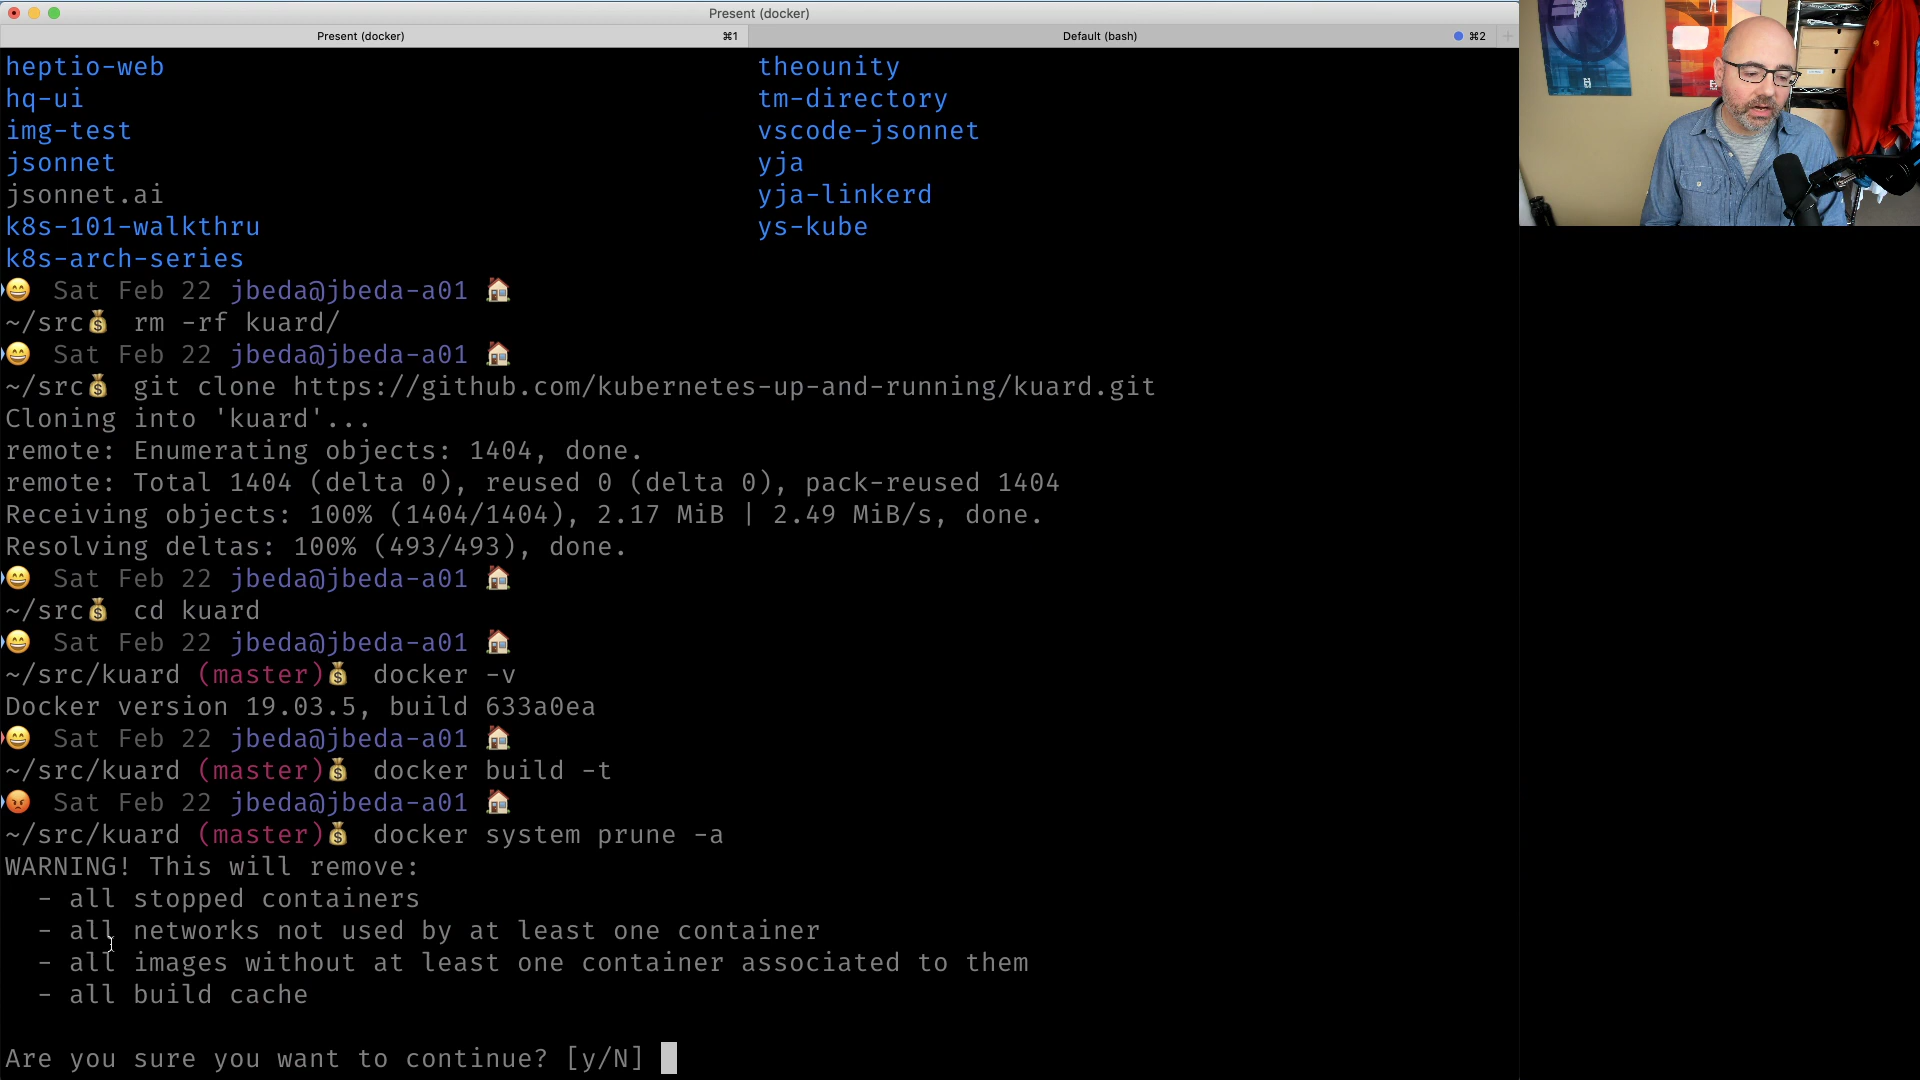 Present (docker)
Present (docker) ⌘1 Default (bash) ⌘2
heptio-web theounity
hq-ui tm-directory
img-test vscode-jsonnet
jsonnet yja
jsonnet.ai yja-linkerd
k8s-101-walkthru ys-kube
k8s-arch-series
Sat Feb 22 jbeda@jbeda-a01
~/src rm -rf kuard/
Sat Feb 22 jbeda@jbeda-a01
~/src git clone https://github.com/kubernetes-up-and-running/kuard.git
Cloning into 'kuard'...
remote: Enumerating objects: 1404, done.
remote: Total 1404 (delta 0), reused 0 (delta 0), pack-reused 1404
Receiving objects: 100% (1404/1404), 2.17 MiB | 2.49 MiB/s, done.
Resolving deltas: 100% (493/493), done.
Sat Feb 22 jbeda@jbeda-a01
~/src cd kuard
Sat Feb 22 jbeda@jbeda-a01
~/src/kuard (master) docker -v
Docker version 19.03.5, build 633a0ea
Sat Feb 22 jbeda@jbeda-a01
~/src/kuard (master) docker build -t
Sat Feb 22 jbeda@jbeda-a01
~/src/kuard (master) docker system prune -a
WARNING! This will remove:
- all stopped containers
- all networks not used by at least one container
- all images without at least one container associated to them
- all build cache
Are you sure you want to continue? [y/N]